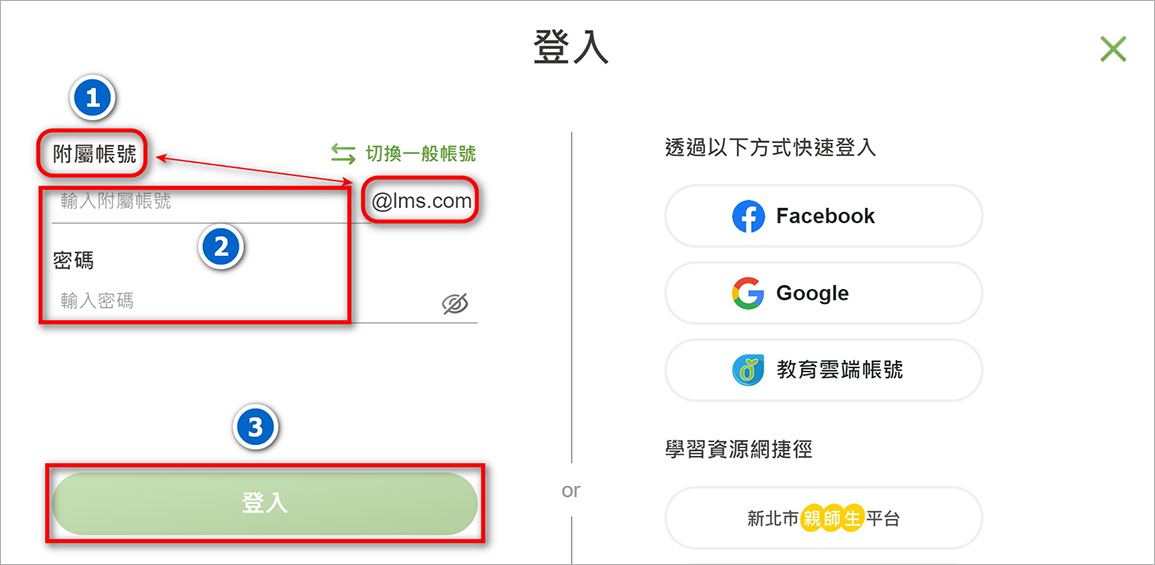 登入
1
附屬帳號
切換一般帳號
輸入附屬帳號
@lms.com
2
密碼
輸入密碼
3
登入
or
透過以下方式快速登入
Facebook
Google
教育雲端帳號
學習資源網捷徑
新北市親師生平台